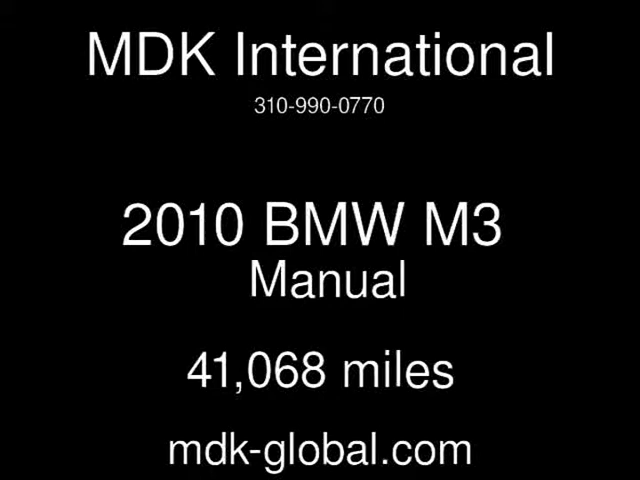 MDK International
310-990-0770
2010 BMW M3
Manual
41,068 miles
mdk-global.com